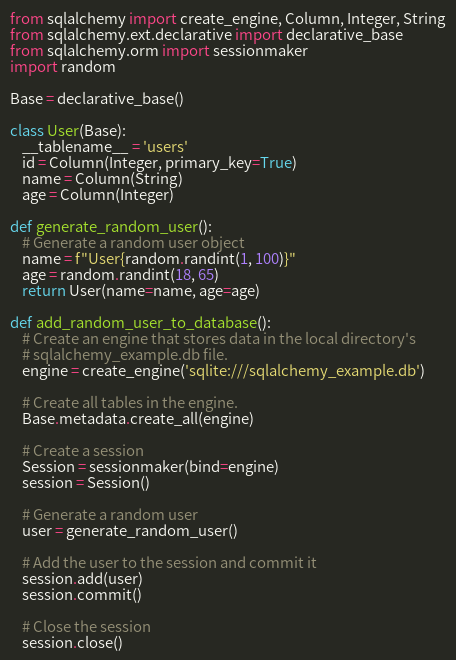 from sqlalchemy import create_engine, Column, Integer, String
from sqlalchemy.ext.declarative import declarative_base
from sqlalchemy.orm import sessionmaker
import random

Base = declarative_base()

class User(Base):
    __tablename__ = 'users'
    id = Column(Integer, primary_key=True)
    name = Column(String)
    age = Column(Integer)

def generate_random_user():
    # Generate a random user object
    name = f"User{random.randint(1, 100)}"
    age = random.randint(18, 65)
    return User(name=name, age=age)

def add_random_user_to_database():
    # Create an engine that stores data in the local directory's
    # sqlalchemy_example.db file.
    engine = create_engine('sqlite:///sqlalchemy_example.db')

    # Create all tables in the engine.
    Base.metadata.create_all(engine)

    # Create a session
    Session = sessionmaker(bind=engine)
    session = Session()

    # Generate a random user
    user = generate_random_user()

    # Add the user to the session and commit it
    session.add(user)
    session.commit()

    # Close the session
    session.close()